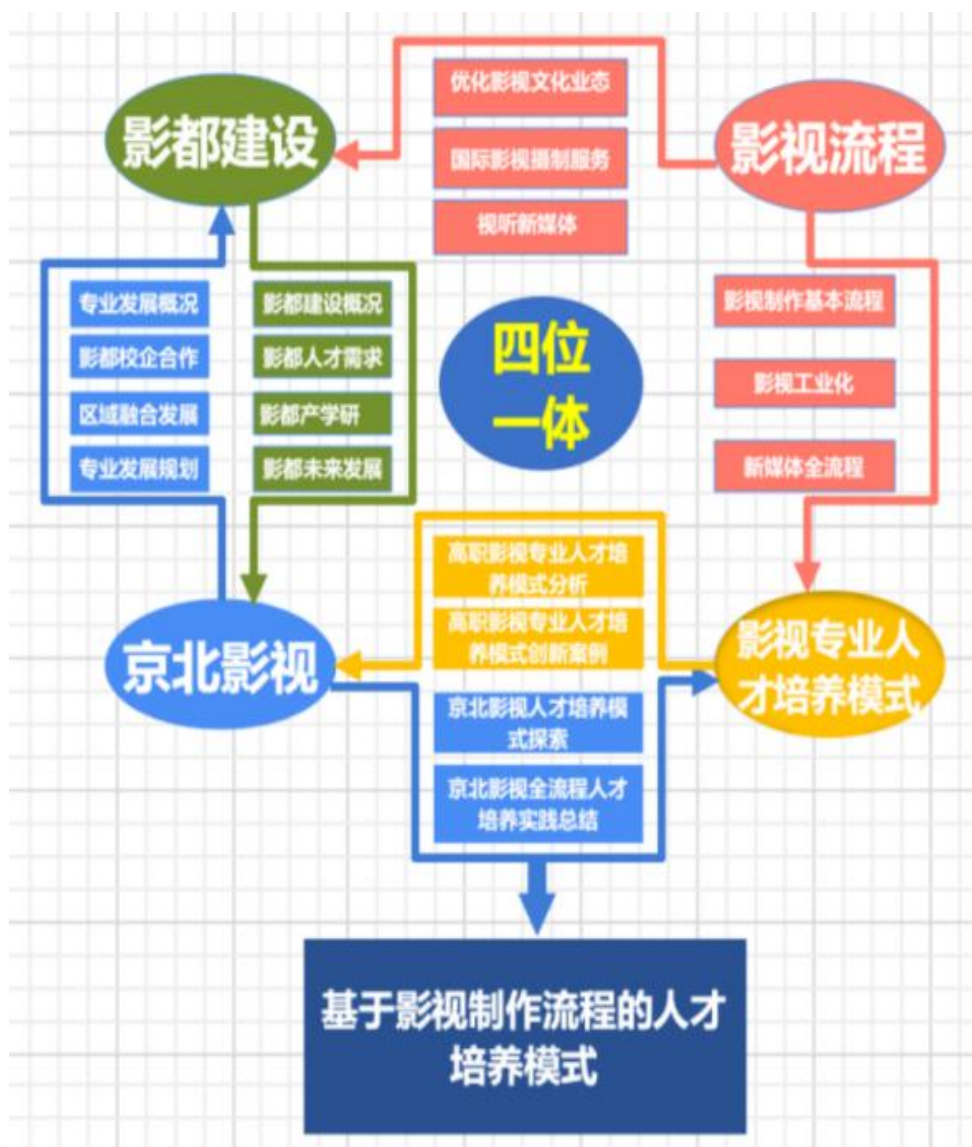 优化影视文化业态
影都建设
影视流程
国际影视摄制服务
视听新媒体
专业发展概况
影都建设概况
影视制作基本流程
影都校企合作
影都人才需求
四位
一体
影视工业化
区域融合发展
影都产学研
专业发展规划
影都未来发展
新媒体全流程
高职影视专业人才培
养模式分析
高职影视专业人才培
养模式创新案例
京北影视
影视专业人
才培养模式
京北影视人才培养模
式探索
京北影视全流程人才
培养实践总结
基于影视制作流程的人才
培养模式